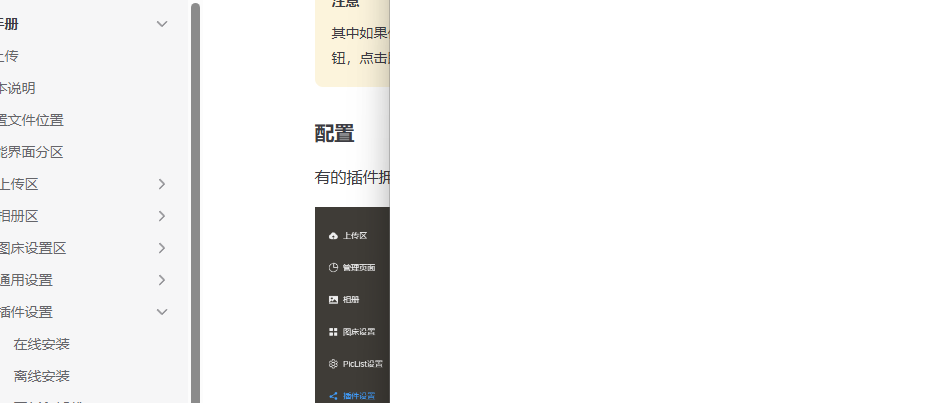 手册
上传
本说明
置文件位置
能界面分区
上传区
相册区
图床设置区
通用设置
插件设置
在线安装
离线安装
注意
其中如果
钮，点击
配置
有的插件拥
上传区
管理页面
相册
图床设置
PicList设置
插件设置